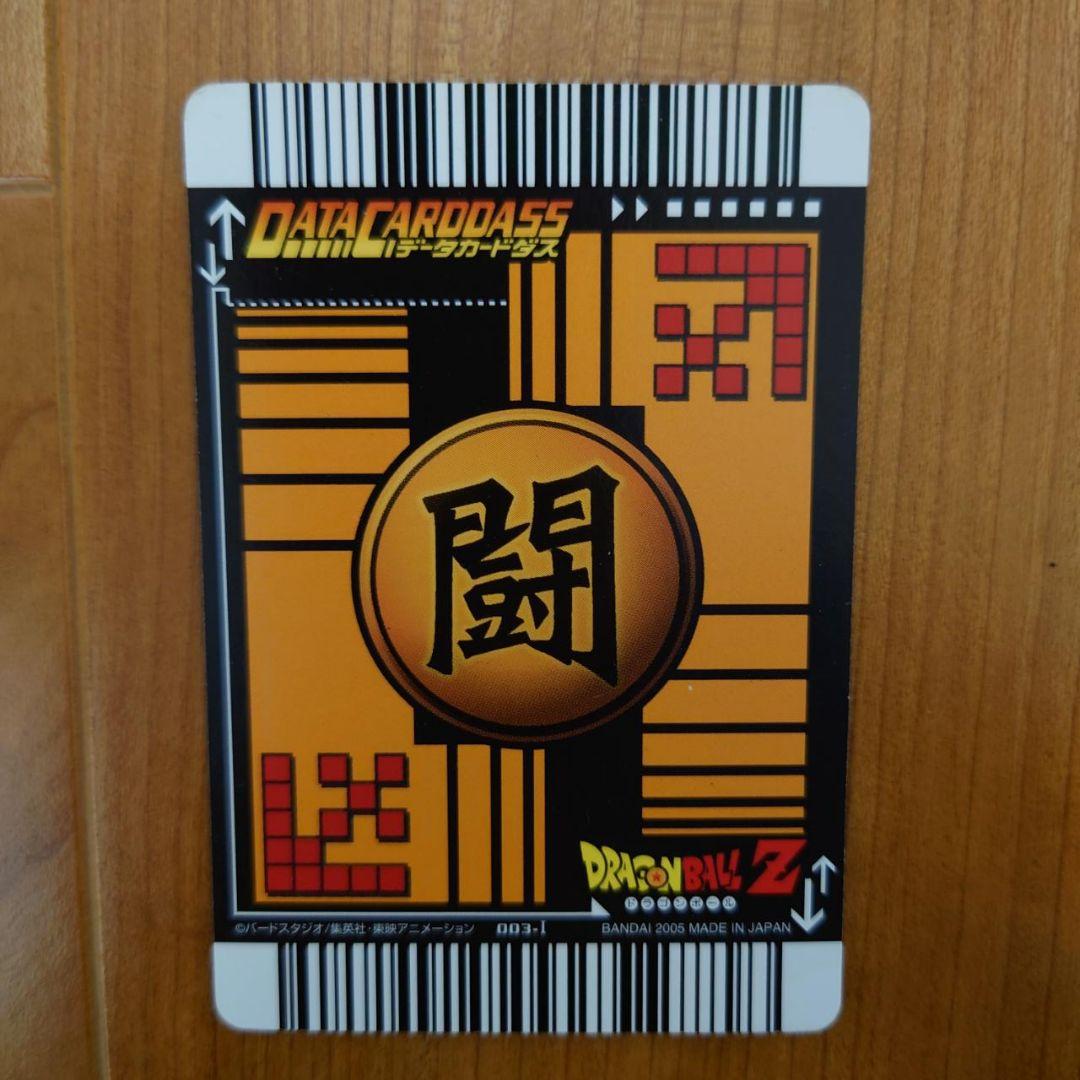 DATA CARDDASS
データカードダス
闘
DRAGON BALL Z
ドラゴンボール
©バードスタジオ/集英社・東映アニメーション 003-I BANDAI 2005 MADE IN JAPAN